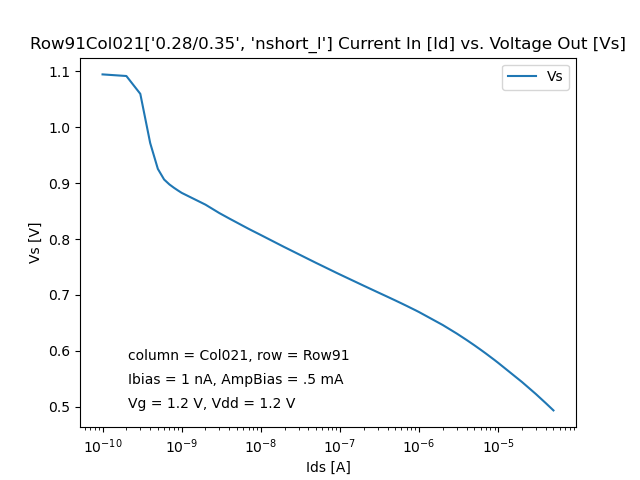 Row91Col021['0.28/0.35', 'nshort_l'] Current In [Id] vs. Voltage Out [Vs]
Vs
1.1
1.0
0.9
0.8
0.7
0.6
0.5
Vs [V]
column = Col021, row = Row91
Ibias = 1 nA, AmpBias = .5 mA
Vg = 1.2 V, Vdd = 1.2 V
10⁻¹⁰ 10⁻⁹ 10⁻⁸ 10⁻⁷ 10⁻⁶ 10⁻⁵
Ids [A]